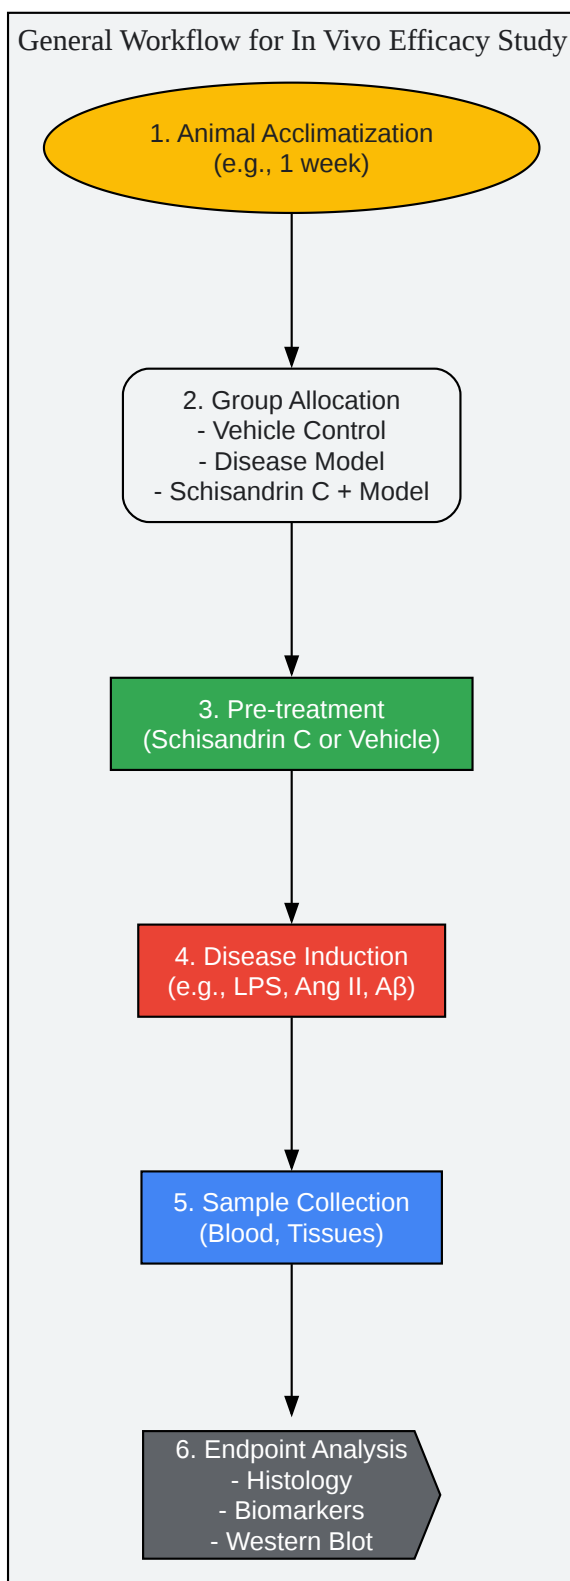 General Workflow for In Vivo Efficacy Study
1. Animal Acclimatization
(e.g., 1 week)
2. Group Allocation
- Vehicle Control
- Disease Model
- Schisandrin C + Model
3. Pre-treatment
(Schisandrin C or Vehicle)
4. Disease Induction
(e.g., LPS, Ang II, Aβ)
5. Sample Collection
(Blood, Tissues)
6. Endpoint Analysis
- Histology
- Biomarkers
- Western Blot